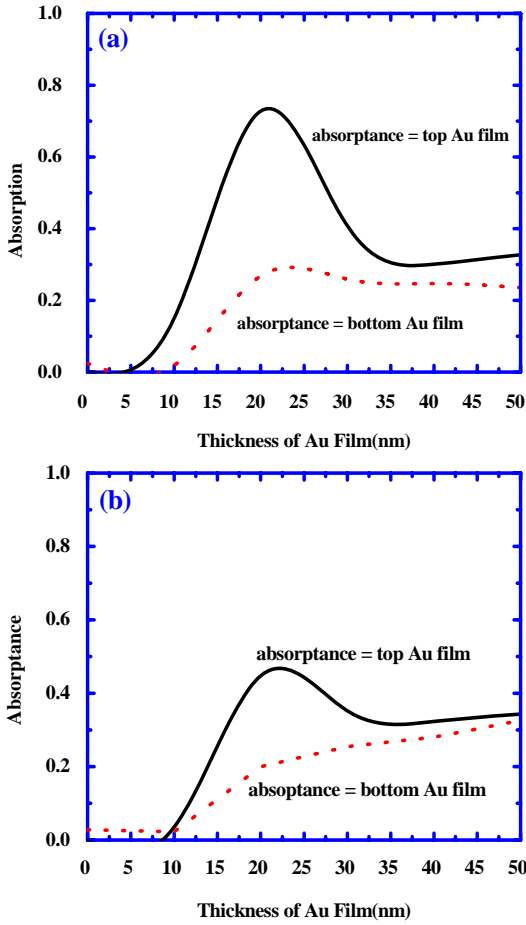 1.0
(a)
0.8
absorptance = top Au film
0.6
Absorption
0.4
0.2
absorptance = bottom Au film
0.0
0 5 10 15 20 25 30 35 40 45 50
Thickness of Au Film(nm)
1.0
(b)
0.8
0.6
Absorptance
absorptance = top Au film
0.4
0.2
absoptance = bottom Au film
0.0
0 5 10 15 20 25 30 35 40 45 50
Thickness of Au Film(nm)